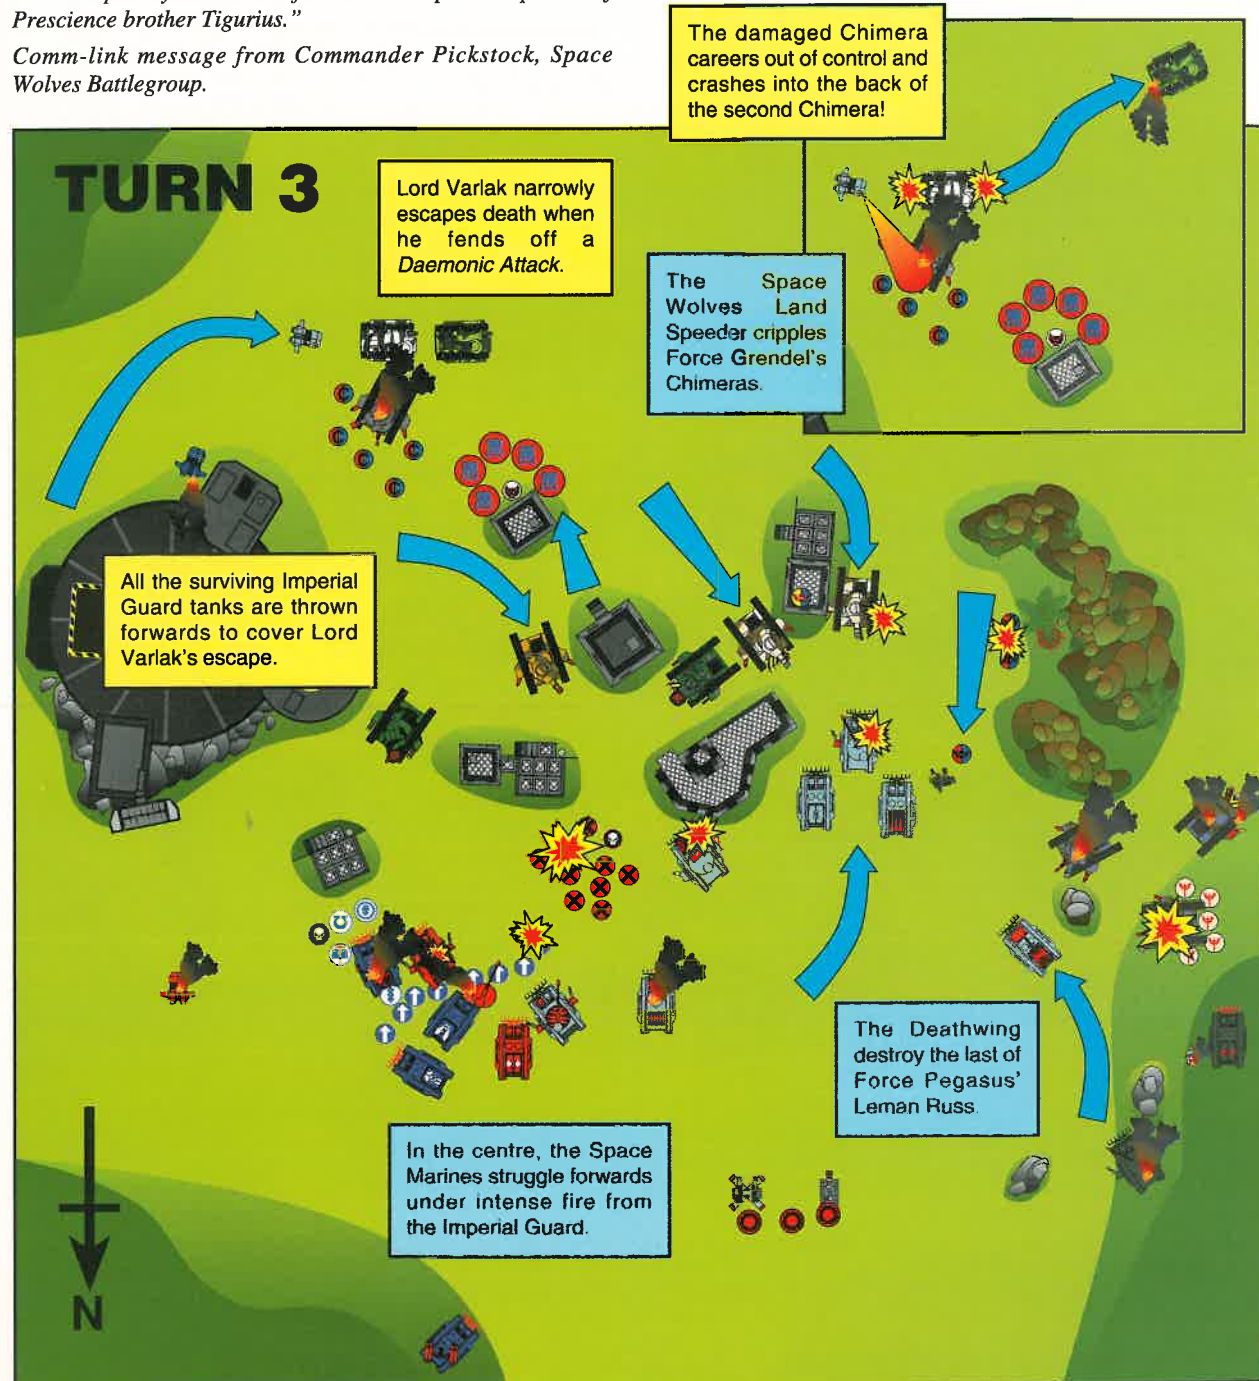 Prescience brother Tigurius."
Comm-link message from Commander Pickstock, Space
Wolves Battlegroup.
The damaged Chimera
careers out of control and
crashes into the back of
the second Chimera!
TURN 3
Lord Varlak narrowly
escapes death when
he fends off a
Daemonic Attack.
The Space
Wolves Land
Speeder cripples
Force Grendel's
Chimeras.
All the surviving Imperial
Guard tanks are thrown
forwards to cover Lord
Varlak's escape.
The Deathwing
destroy the last of
Force Pegasus'
Leman Russ.
In the centre, the Space
Marines struggle forwards
under intense fire from
the Imperial Guard.
N